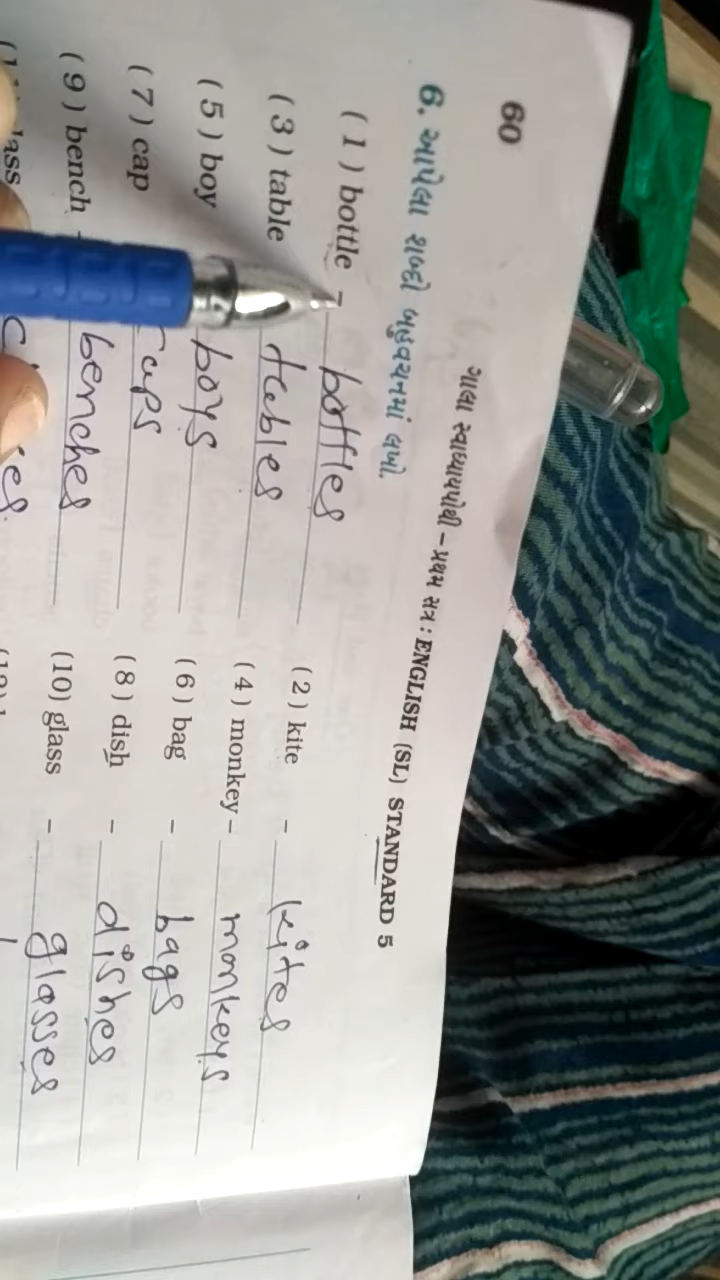 60
ગાલા સ્વાધ્યાયપોથી – પ્રથમ સત્ર : ENGLISH (SL) STANDARD 5
6. આપેલા શબ્દો બહુવચનમાં લખો.
(1) bottle – bottles (2) kite – kites
(3) table tables (4) monkey – monkeys
(5) boy boys (6) bag – bags
(7) cap caps (8) dish – dishes
(9) bench – benches (10) glass – glasses